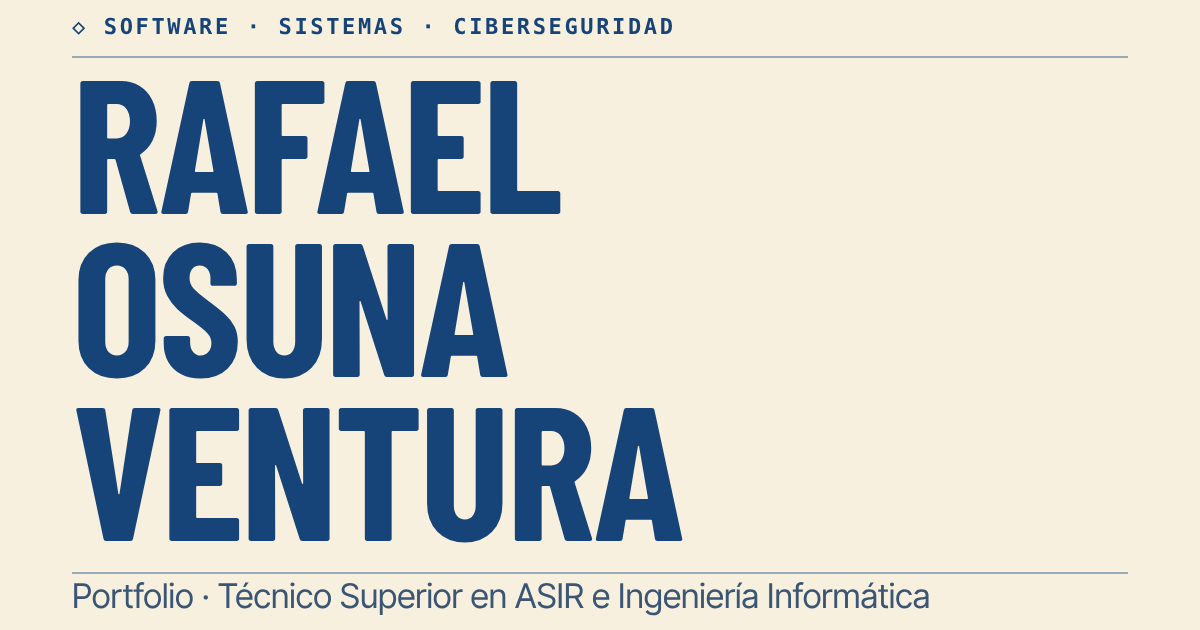 ◇ SOFTWARE · SISTEMAS · CIBERSEGURIDAD
RAFAEL
OSUNA
VENTURA
Portfolio · Técnico Superior en ASIR e Ingeniería Informática